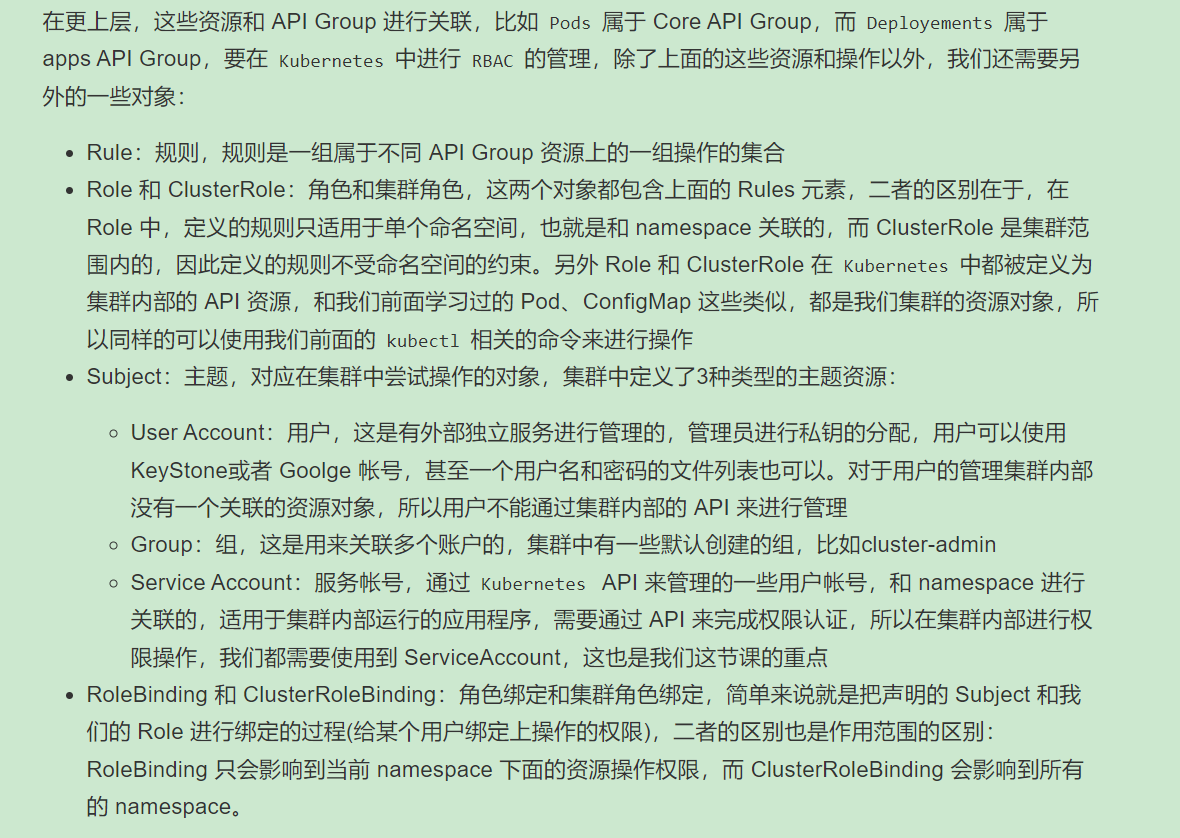 在更上层，这些资源和 API Group 进行关联，比如 Pods 属于 Core API Group，而 Deployements 属于
apps API Group，要在 Kubernetes 中进行 RBAC 的管理，除了上面的这些资源和操作以外，我们还需要另
外的一些对象：
• Rule：规则，规则是一组属于不同 API Group 资源上的一组操作的集合
• Role 和 ClusterRole：角色和集群角色，这两个对象都包含上面的 Rules 元素，二者的区别在于，在
Role 中，定义的规则只适用于单个命名空间，也就是和 namespace 关联的，而 ClusterRole 是集群范
围内的，因此定义的规则不受命名空间的约束。另外 Role 和 ClusterRole 在 Kubernetes 中都被定义为
集群内部的 API 资源，和我们前面学习过的 Pod、ConfigMap 这些类似，都是我们集群的资源对象，所
以同样的可以使用我们前面的 kubectl 相关的命令来进行操作
• Subject：主题，对应在集群中尝试操作的对象，集群中定义了3种类型的主题资源：
◦ User Account：用户，这是有外部独立服务进行管理的，管理员进行私钥的分配，用户可以使用
KeyStone或者 Goolge 帐号，甚至一个用户名和密码的文件列表也可以。对于用户的管理集群内部
没有一个关联的资源对象，所以用户不能通过集群内部的 API 来进行管理
◦ Group：组，这是用来关联多个账户的，集群中有一些默认创建的组，比如cluster-admin
◦ Service Account：服务帐号，通过 Kubernetes API 来管理的一些用户帐号，和 namespace 进行
关联的，适用于集群内部运行的应用程序，需要通过 API 来完成权限认证，所以在集群内部进行权
限操作，我们都需要使用到 ServiceAccount，这也是我们这节课的重点
• RoleBinding 和 ClusterRoleBinding：角色绑定和集群角色绑定，简单来说就是把声明的 Subject 和我
们的 Role 进行绑定的过程(给某个用户绑定上操作的权限)，二者的区别也是作用范围的区别：
RoleBinding 只会影响到当前 namespace 下面的资源操作权限，而 ClusterRoleBinding 会影响到所有
的 namespace。